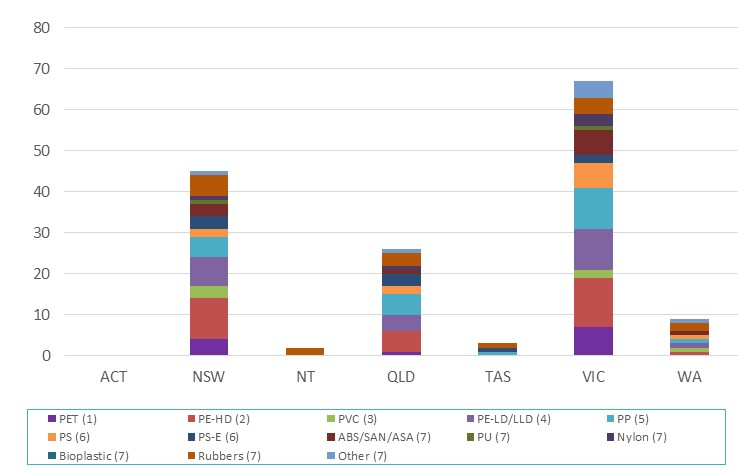 80
70
60
50
40
30
20
10
0
ACT NSW NT QLD TAS VIC WA
PET (1) PE-HD (2) PVC (3) PE-LD/LLD (4) PP (5)
PS (6) PS-E (6) ABS/SAN/ASA (7) PU (7) Nylon (7)
Bioplastic (7) Rubbers (7) Other (7)